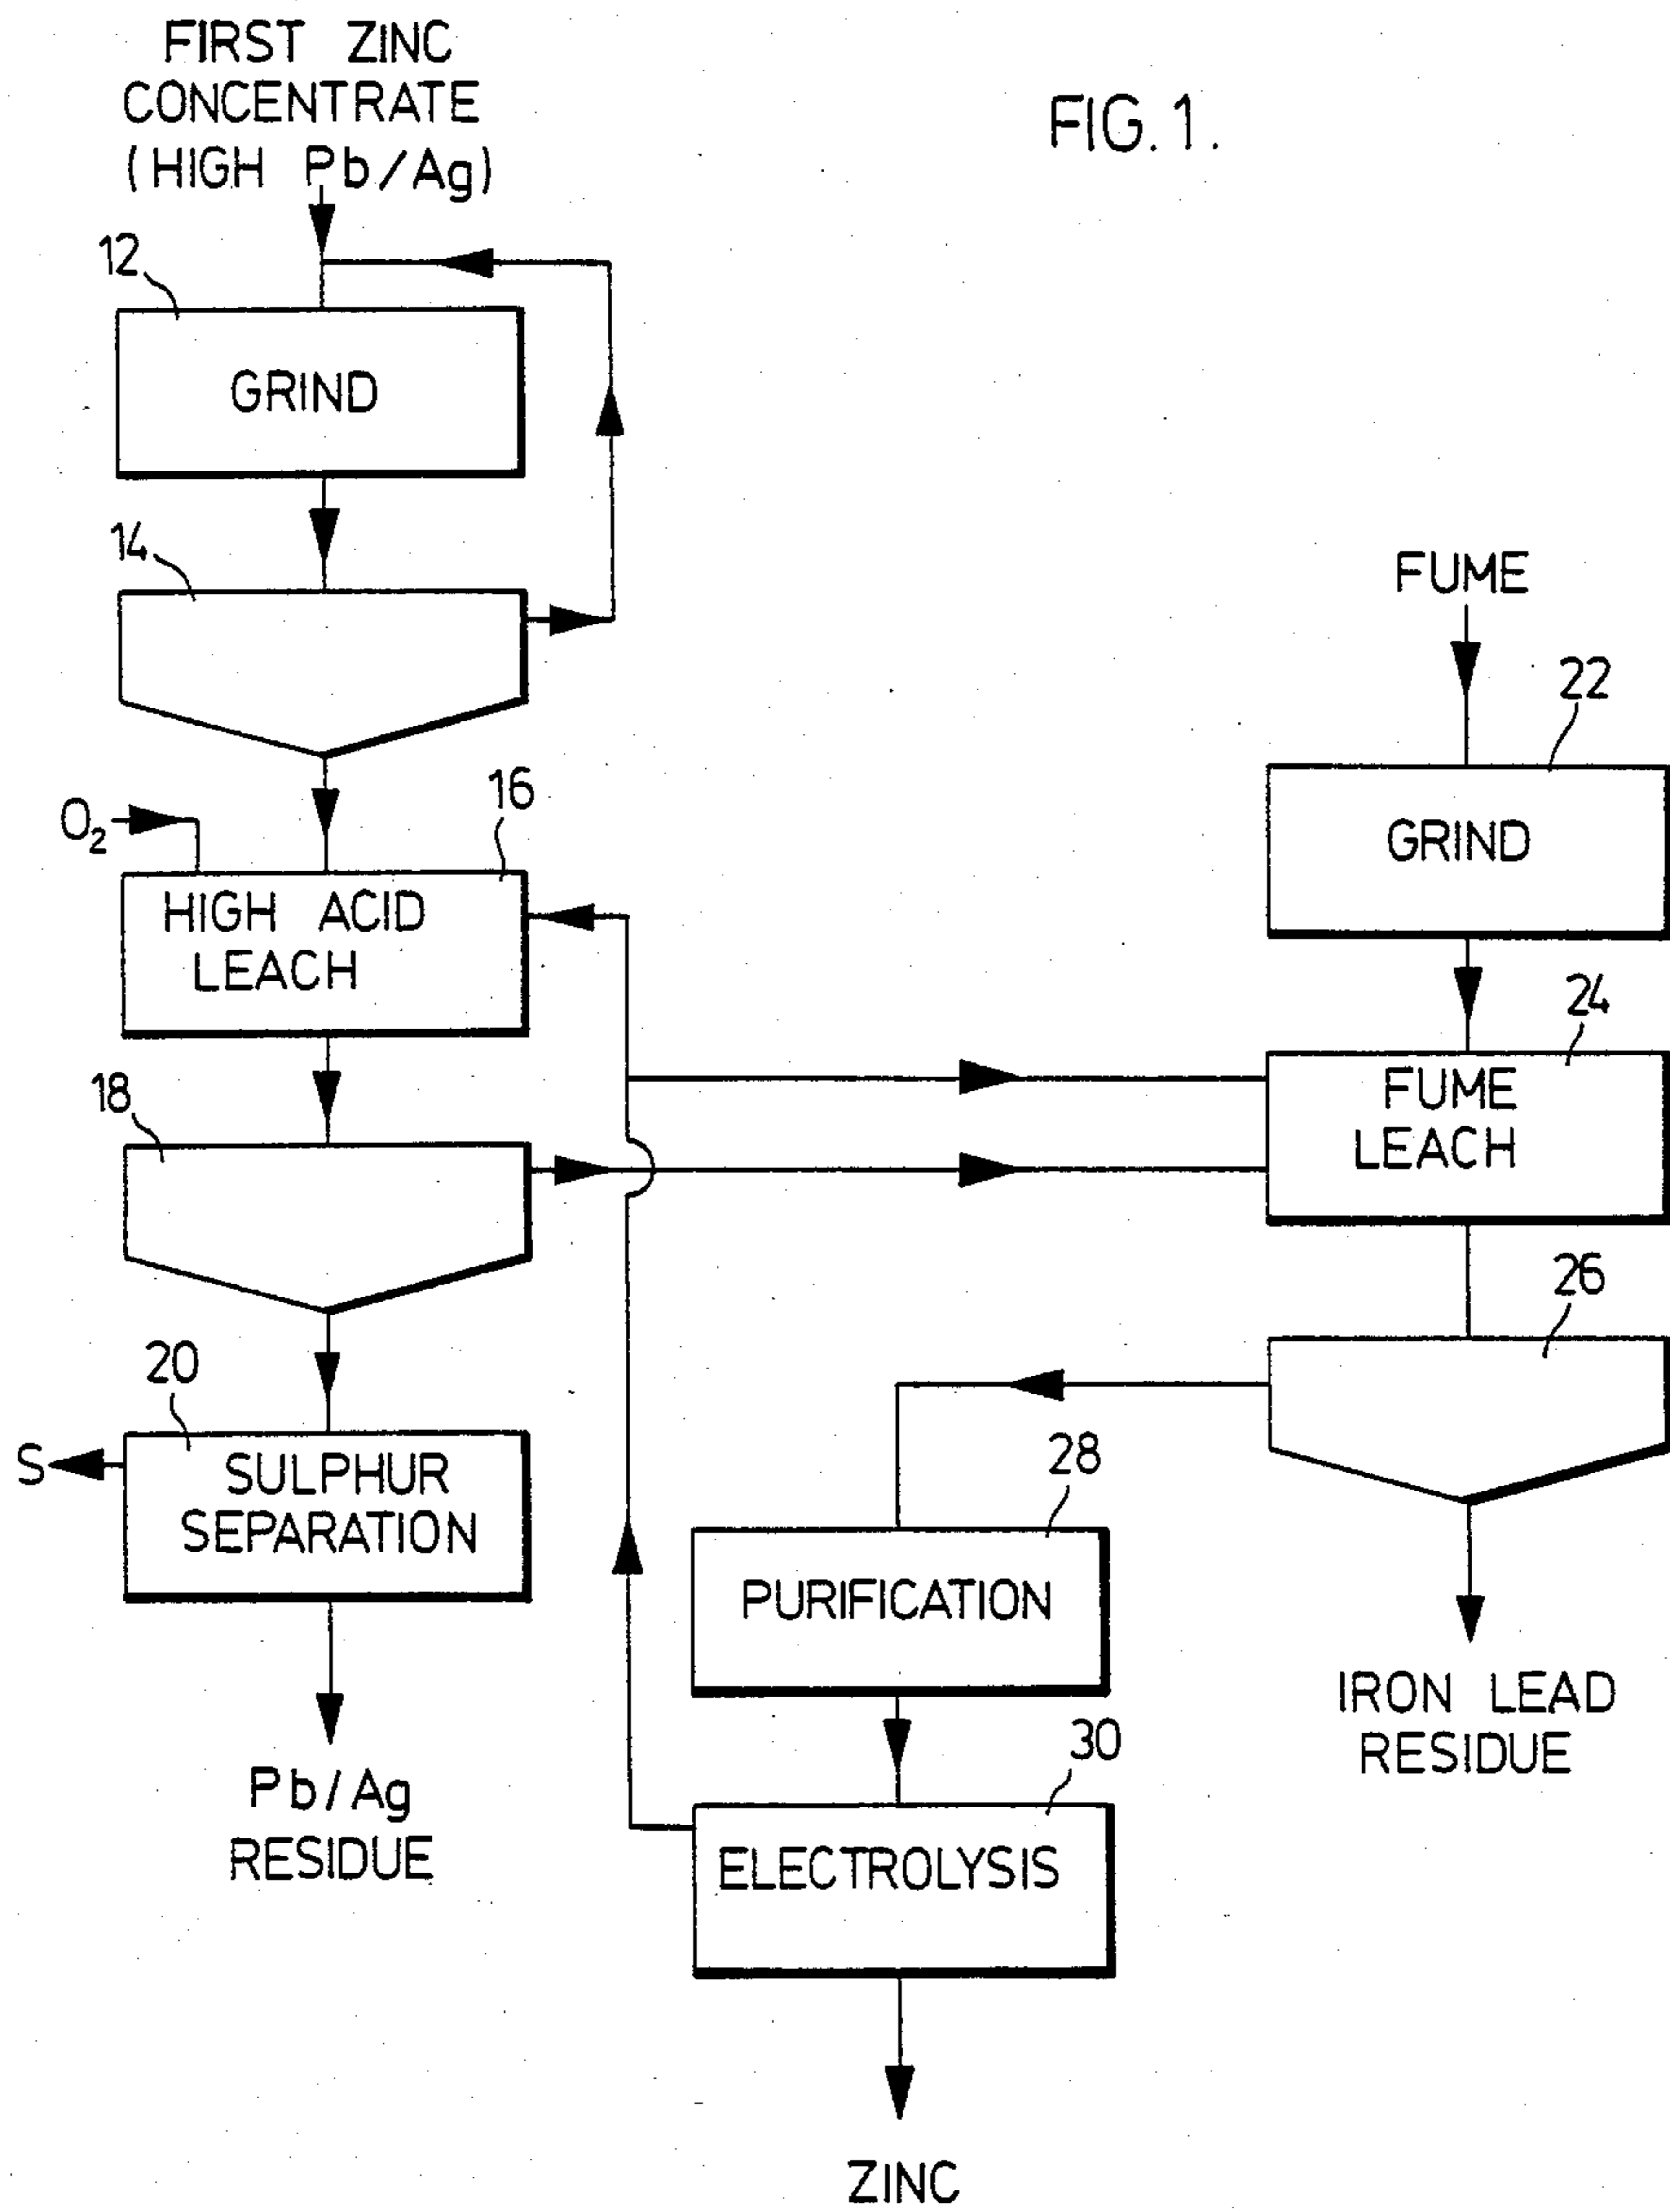 FIRST ZINC
CONCENTRATE
(HIGH Pb/Ag)
FIG. 1.
12
GRIND
14
FUME
22
GRIND
O₂
16
HIGH ACID
LEACH
24
FUME
LEACH
18
26
20
S
SULPHUR
SEPARATION
28
PURIFICATION
IRON LEAD
RESIDUE
30
Pb/Ag
RESIDUE
ELECTROLYSIS
ZINC